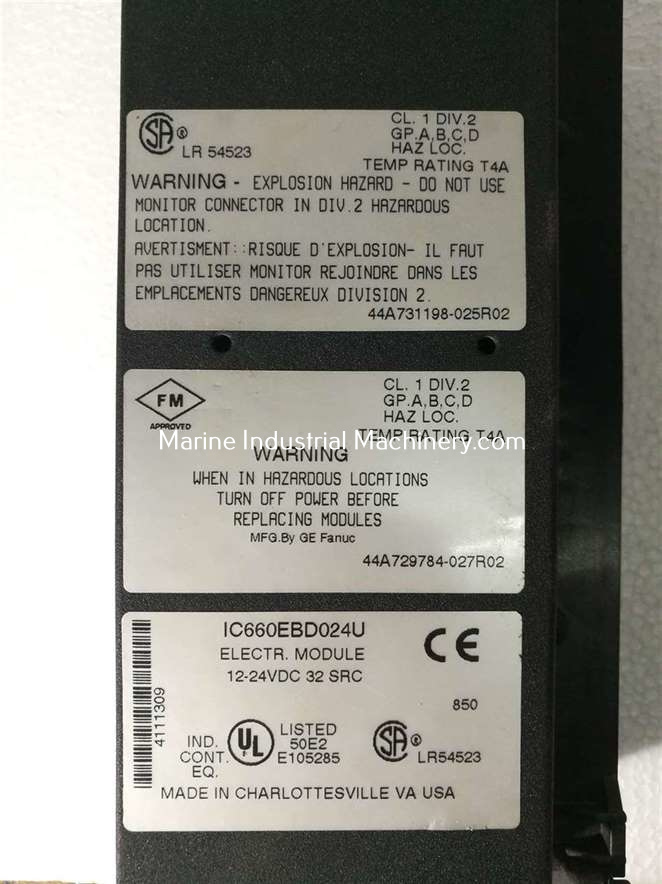 SA ®
LR 54523
CL. 1 DIV.2
GP.A,B,C,D
HAZ LOC.
TEMP RATING T4A
WARNING - EXPLOSION HAZARD - DO NOT USE
MONITOR CONNECTOR IN DIV.2 HAZARDOUS
LOCATION.
AVERTISMENT::RISQUE D'EXPLOSION- IL FAUT
PAS UTILISER MONITOR REJOINDRE DANS LES
EMPLACEMENTS DANGEREUX DIVISION 2.
44A731198-025R02
FM
APPROVED
CL. 1 DIV.2
GP.A,B,C,D
HAZ LOC.
TEMP RATING T4A
Marine Industrial Machinery.com
WARNING
WHEN IN HAZARDOUS LOCATIONS
TURN OFF POWER BEFORE
REPLACING MODULES
MFG.By GE Fanuc
44A729784-027R02
IC660EBD024U
ELECTR. MODULE
12-24VDC 32 SRC
CE
850
4111309
IND.
CONT.
EQ.
UL
LISTED
50E2
E105285
SA ®
LR54523
MADE IN CHARLOTTESVILLE VA USA